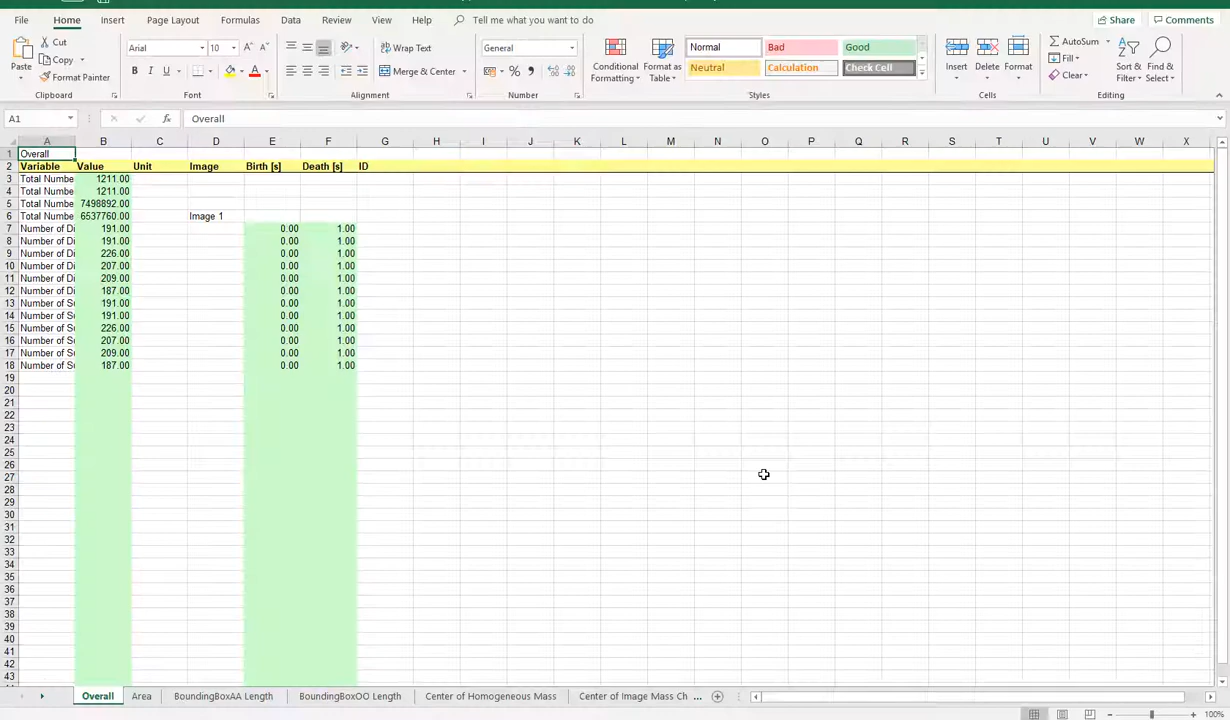 File Home Insert Page Layout Formulas Data Review View Help Tell me what you want to do Share Comments
Paste Cut Copy Format Painter Clipboard
Arial 10 B I U A Font
Wrap Text Merge & Center Alignment
General % , Number
Conditional Formatting Format as Table
Normal Bad Good
Neutral Calculation Check Cell
Styles
Insert Delete Format Cells
AutoSum Fill Clear Sort & Filter Find & Select Editing
A1 fx Overall
A B C D E F G H I J K L M N O P Q R S T U V W X
1 Overall
2 Variable Value Unit Image Birth [s] Death [s] ID
3 Total Numbe 1211.00
4 Total Numbe 1211.00
5 Total Numbe 7498892.00
6 Total Numbe 6537760.00 Image 1
7 Number of Di 191.00 0.00 1.00
8 Number of Di 191.00 0.00 1.00
9 Number of Di 226.00 0.00 1.00
10 Number of Di 207.00 0.00 1.00
11 Number of Di 209.00 0.00 1.00
12 Number of Di 187.00 0.00 1.00
13 Number of Su 191.00 0.00 1.00
14 Number of Su 191.00 0.00 1.00
15 Number of Su 226.00 0.00 1.00
16 Number of Su 207.00 0.00 1.00
17 Number of Su 209.00 0.00 1.00
18 Number of Su 187.00 0.00 1.00
19
20
21
22
23
24
25
26
27
28
29
30
31
32
33
34
35
36
37
38
39
40
41
42
43
Overall Area BoundingBoxAA Length BoundingBoxOO Length Center of Homogeneous Mass Center of Image Mass Ch ...
100%